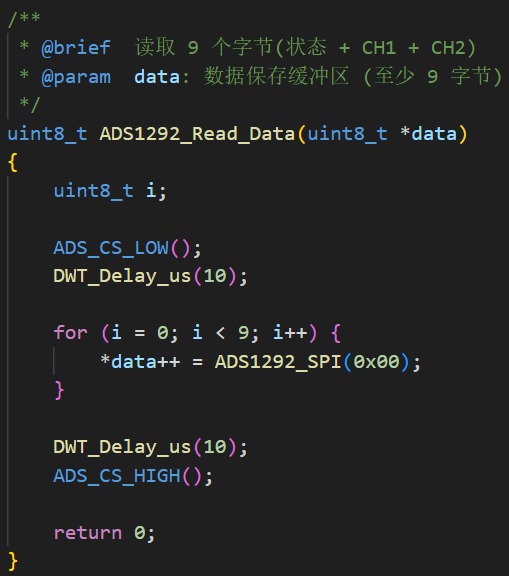 /**
 * @brief  读取 9 个字节(状态 + CH1 + CH2)
 * @param  data: 数据保存缓冲区 (至少 9 字节)
 */
uint8_t ADS1292_Read_Data(uint8_t *data)
{
    uint8_t i;
    ADS_CS_LOW();
    DWT_Delay_us(10);
    for (i = 0; i < 9; i++) {
        *data++ = ADS1292_SPI(0x00);
    }
    DWT_Delay_us(10);
    ADS_CS_HIGH();
    return 0;
}